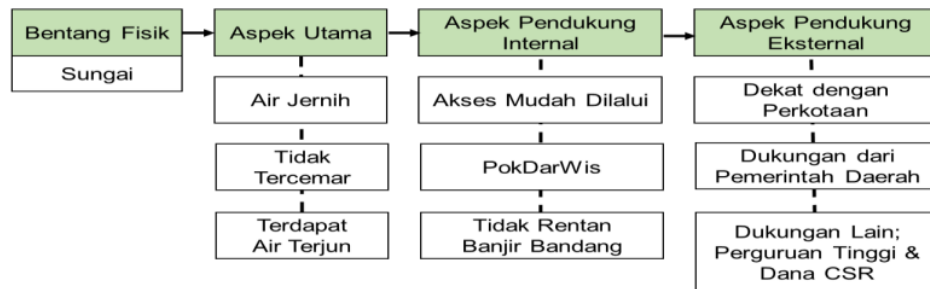 Bentang Fisik
Sungai
Aspek Utama
Air Jernih
Tidak
Tercemar
Terdapat
Air Terjun
Aspek Pendukung
Internal
Akses Mudah Dilalui
PokDarWis
Tidak Rentan
Banjir Bandang
Aspek Pendukung
Eksternal
Dekat dengan
Perkotaan
Dukungan dari
Pemerintah Daerah
Dukungan Lain;
Perguruan Tinggi &
Dana CSR